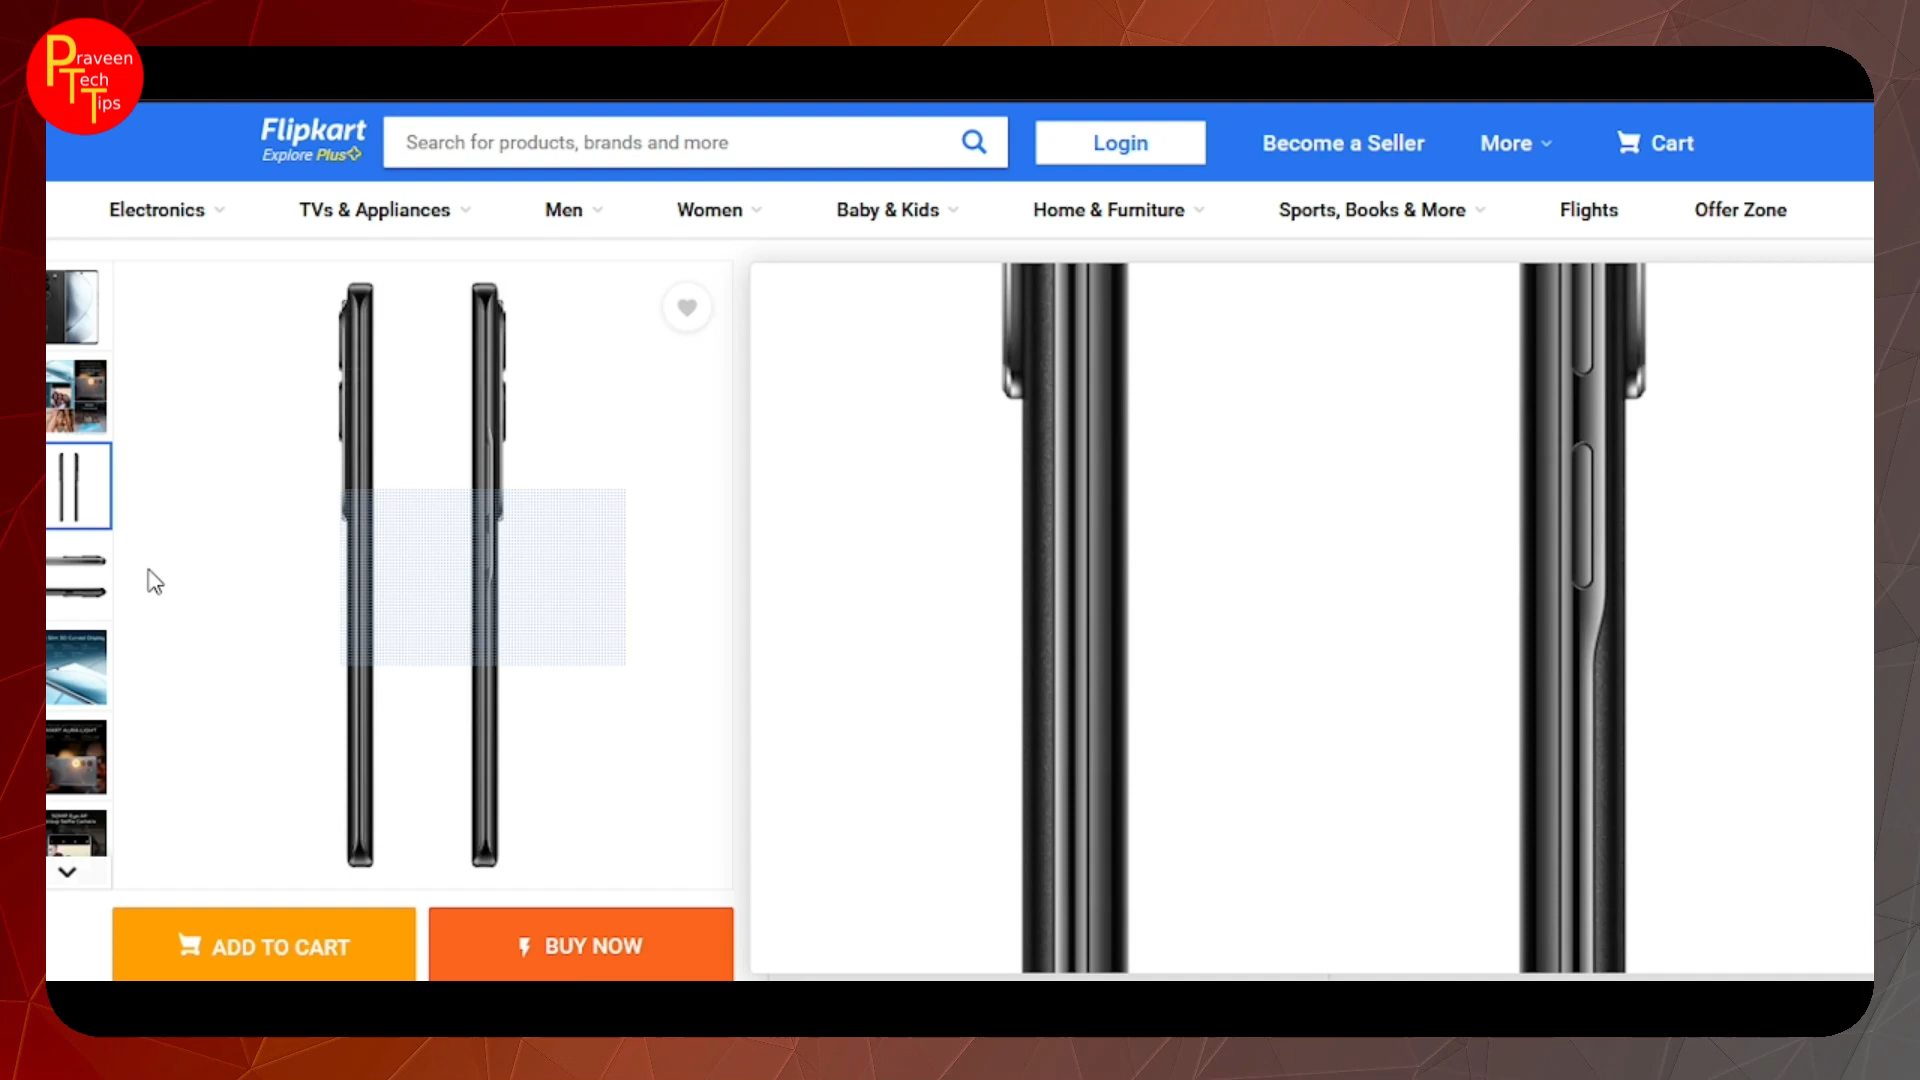 Praveen
Tech
Tips
Flipkart
Explore Plus
Search for products, brands and more
Login
Become a Seller
More
Cart
Electronics
TVs & Appliances
Men
Women
Baby & Kids
Home & Furniture
Sports, Books & More
Flights
Offer Zone
ADD TO CART
BUY NOW